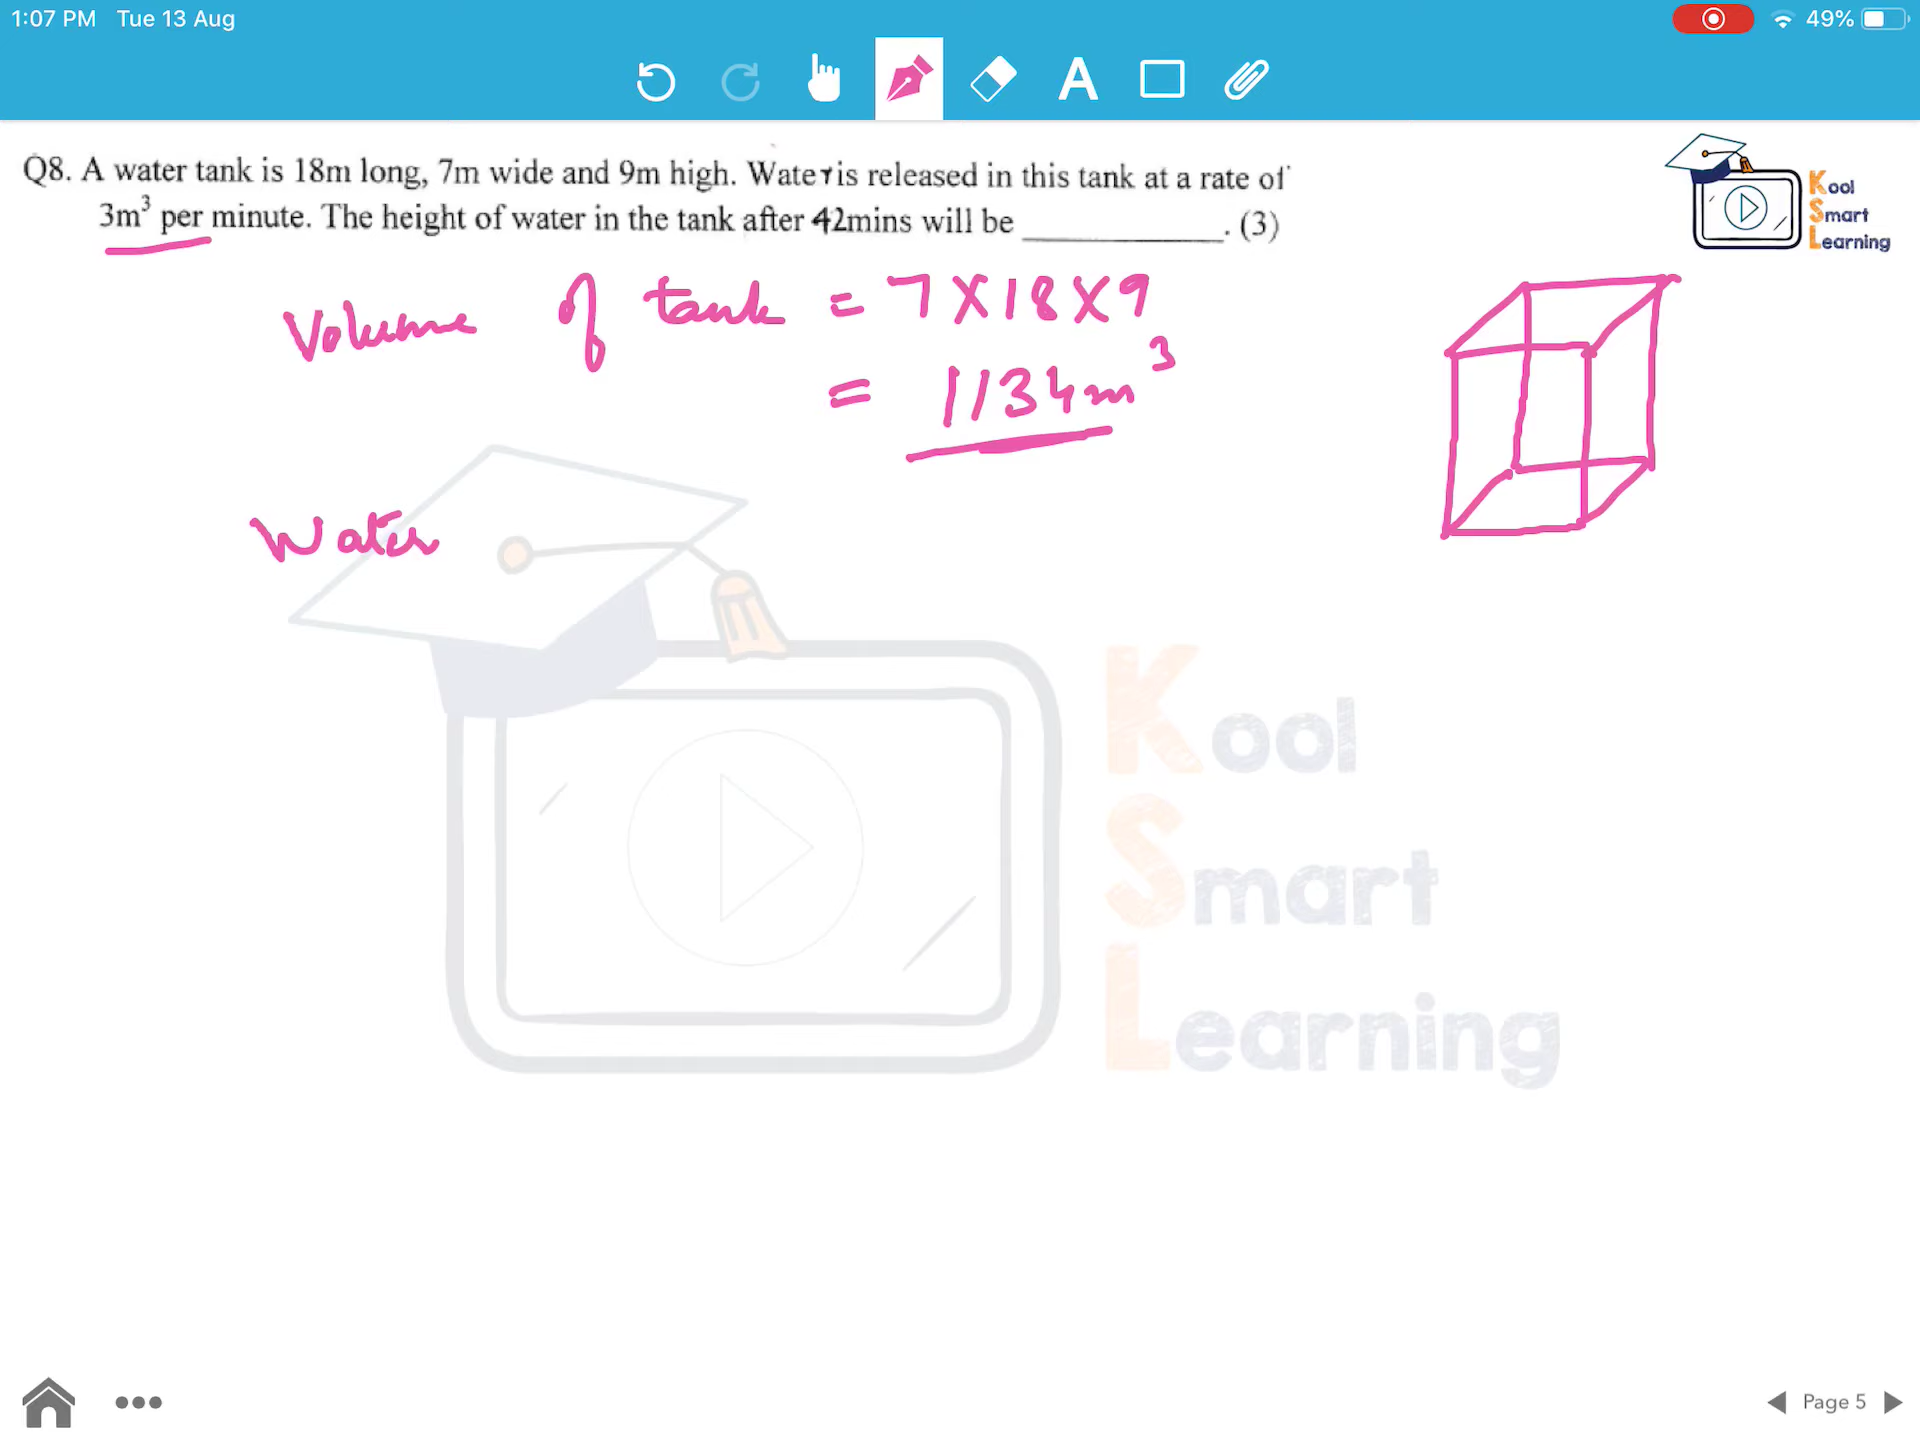 1:07 PM Tue 13 Aug
49%
A
Q8. A water tank is 18m long, 7m wide and 9m high. Water is released in this tank at a rate of
3m³ per minute. The height of water in the tank after 42mins will be __________. (3)
Kool
Smart
Learning
Volume of tank = 7 X 18 X 9
= 1134m³
Water
Kool
Smart
Learning
Page 5